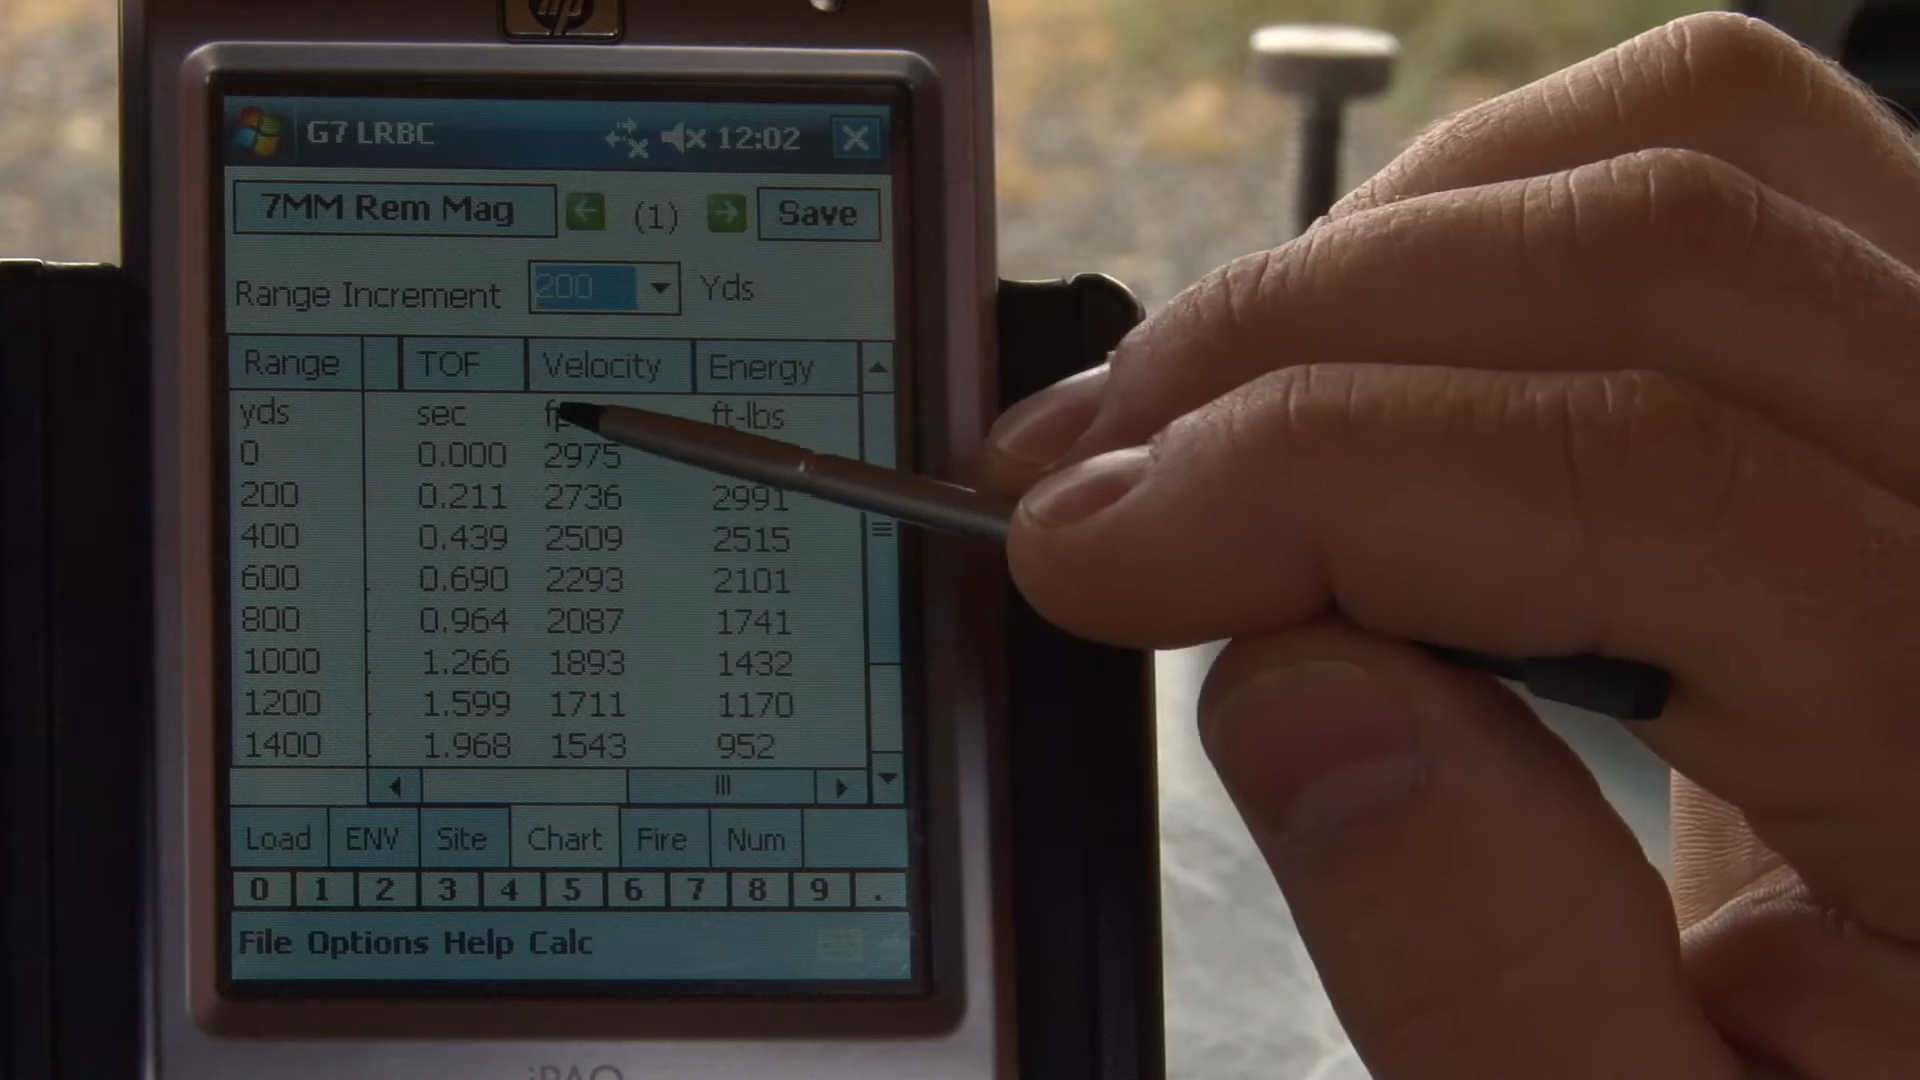 hp
G7 LRBC 12:02 X
7MM Rem Mag (1) Save
Range Increment 200 Yds
Range TOF Velocity Energy
yds sec ft-lbs
0 0.000 2975
200 0.211 2736 2991
400 0.439 2509 2515
600 0.690 2293 2101
800 0.964 2087 1741
1000 1.266 1893 1432
1200 1.599 1711 1170
1400 1.968 1543 952
Load ENV Site Chart Fire Num
0 1 2 3 4 5 6 7 8 9 .
File Options Help Calc
iPAQ